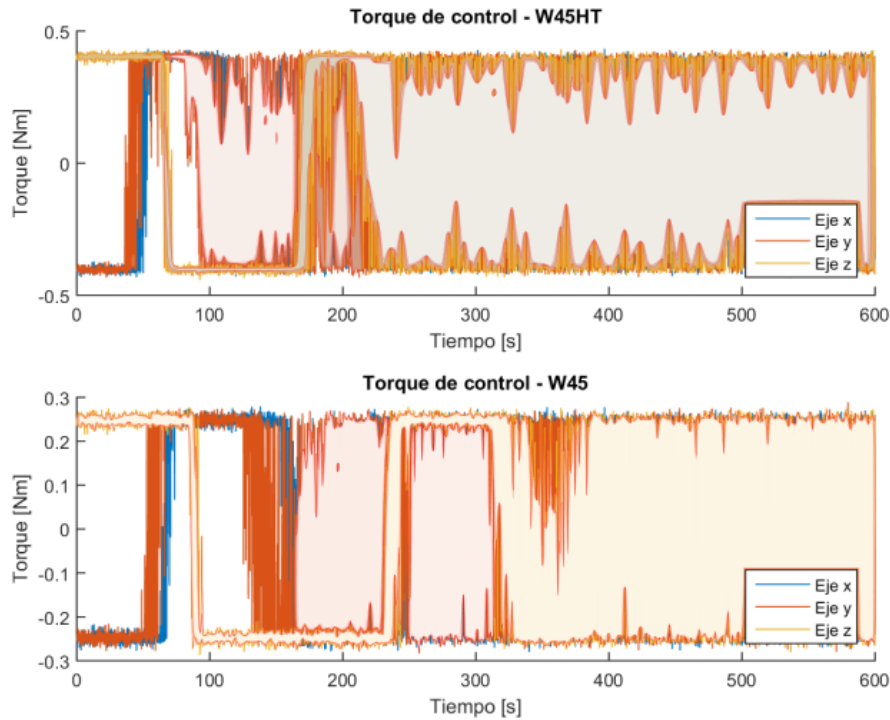 Torque de control - W45HT
0.5
0
-0.5
Torque [Nm]
0 100 200 300 400 500 600
Tiempo [s]
Eje x
Eje y
Eje z
Torque de control - W45
0.3
0.2
0.1
0
-0.1
-0.2
-0.3
Torque [Nm]
0 100 200 300 400 500 600
Tiempo [s]
Eje x
Eje y
Eje z